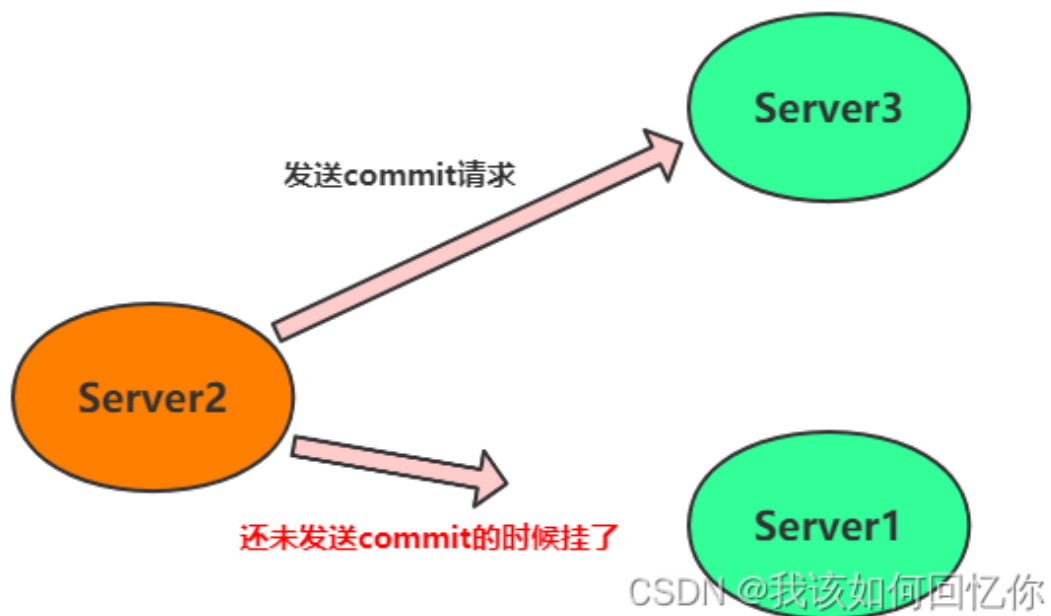 Server3
发送commit请求
Server2
还未发送commit的时候挂了
Server1
CSDN @我该如何回忆你